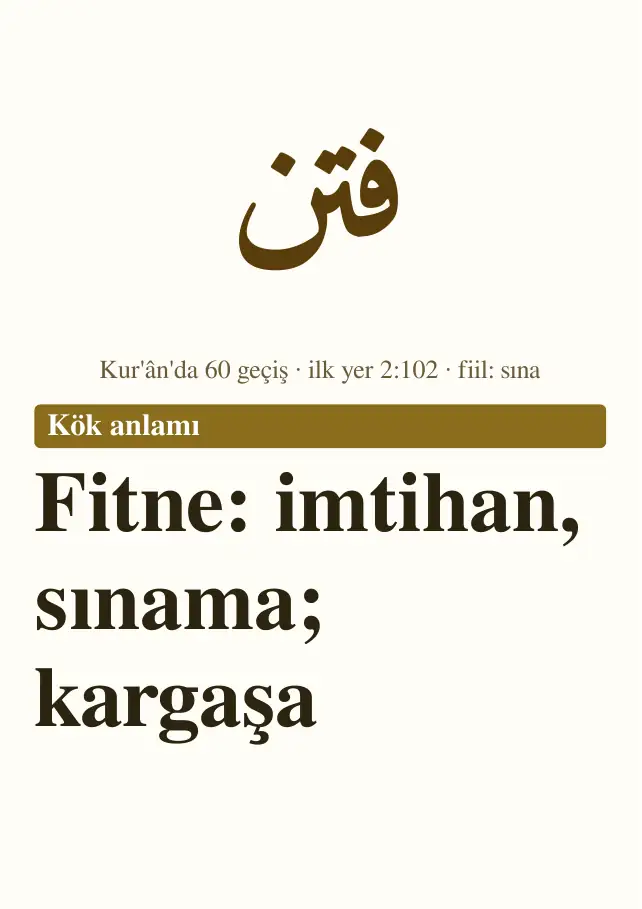 فتن
Kur'ân'da 60 geçiş · ilk yer 2:102 · fiil: sına
Kök anlamı
Fitne: imtihan,
sınama;
kargaşa